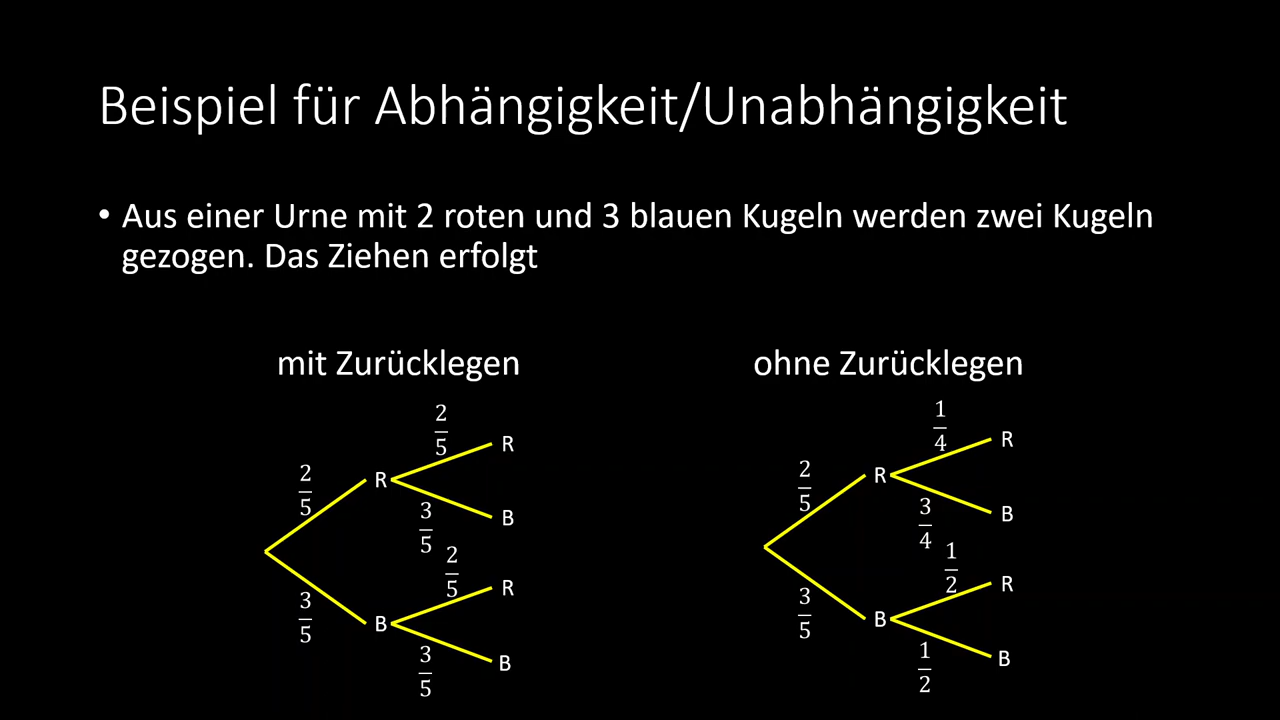 Beispiel für Abhängigkeit/Unabhängigkeit
• Aus einer Urne mit 2 roten und 3 blauen Kugeln werden zwei Kugeln
gezogen. Das Ziehen erfolgt
mit Zurücklegen
2/5
R
2/5
R
3/5
B
3/5
B
2/5
R
3/5
B
ohne Zurücklegen
2/5
R
1/4
R
3/4
B
3/5
B
1/2
R
1/2
B